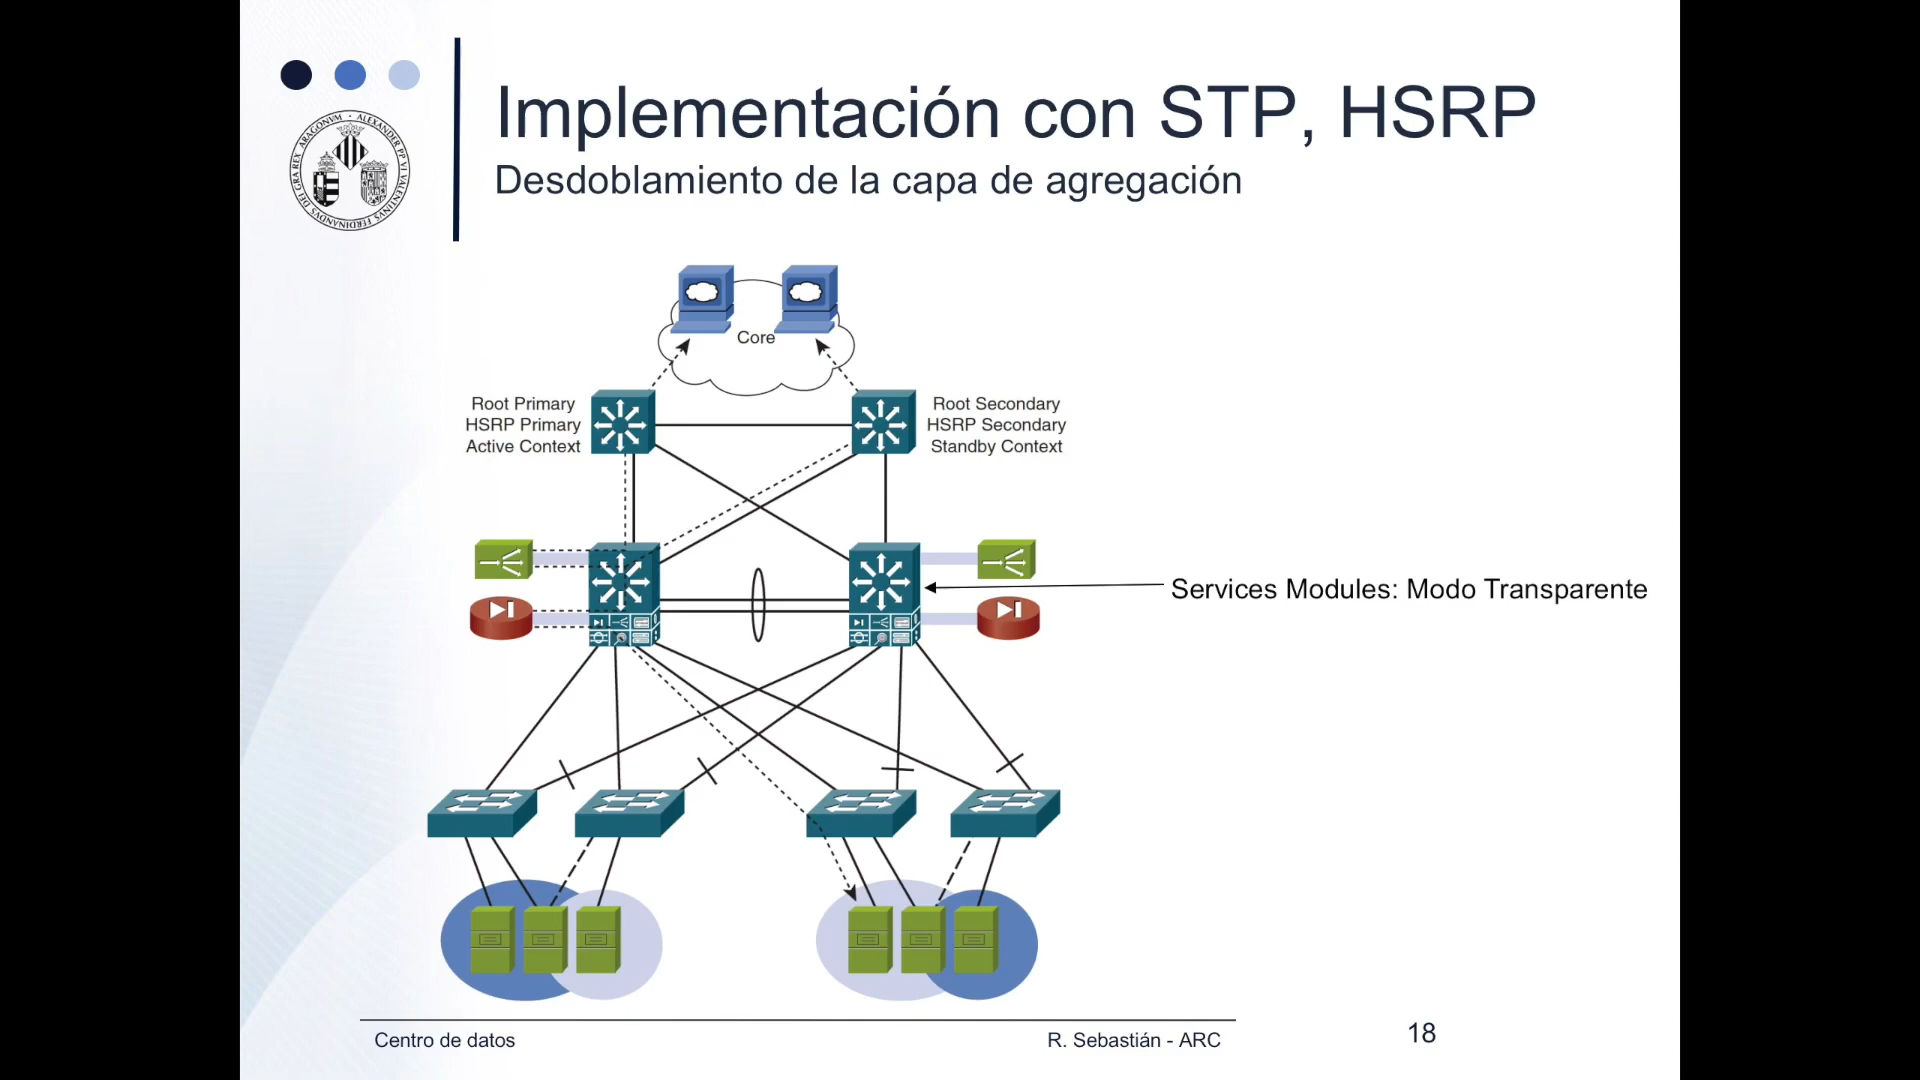 Implementación con STP, HSRP
Desdoblamiento de la capa de agregación
Core
Root Primary
HSRP Primary
Active Context
Root Secondary
HSRP Secondary
Standby Context
Services Modules: Modo Transparente
Centro de datos
R. Sebastián - ARC
18